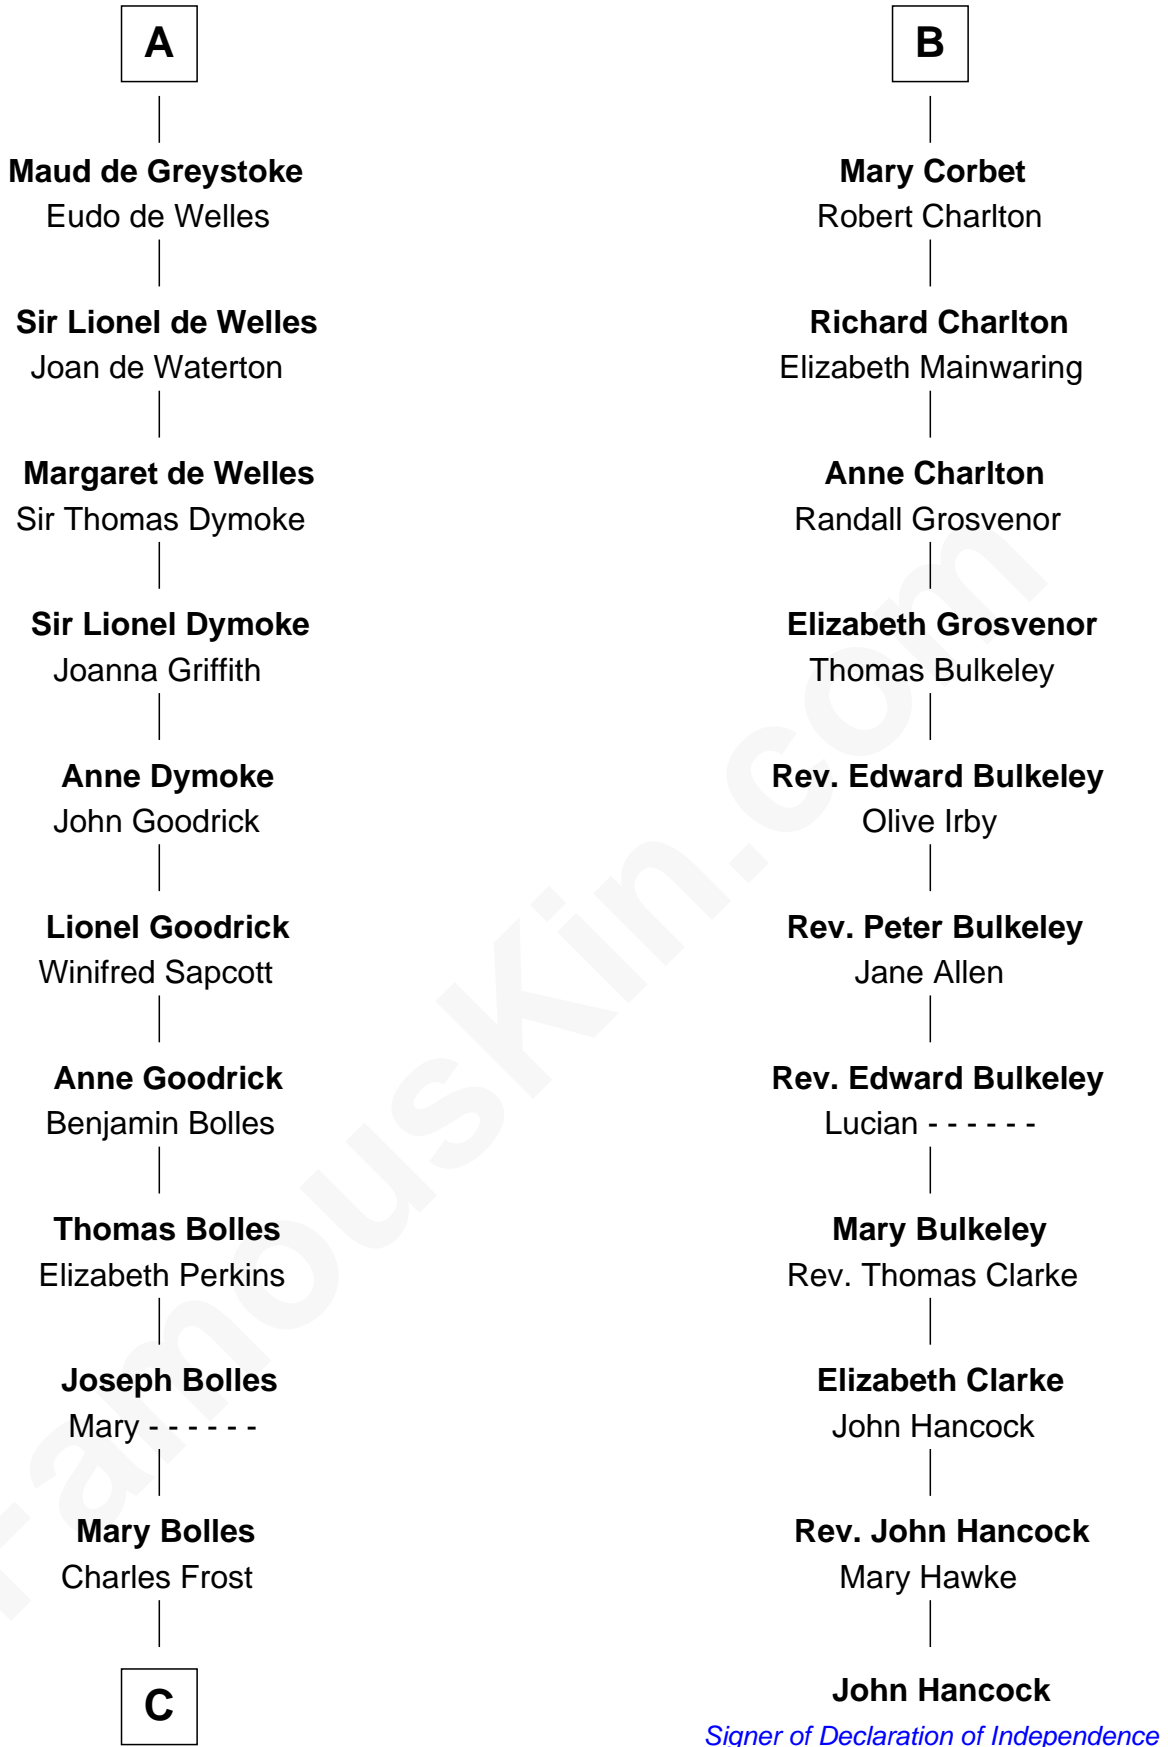 A
Maud de Greystoke
Eudo de Welles
Sir Lionel de Welles
Joan de Waterton
Margaret de Welles
Sir Thomas Dymoke
Sir Lionel Dymoke
Joanna Griffith
Anne Dymoke
John Goodrick
Lionel Goodrick
Winifred Sapcott
Anne Goodrick
Benjamin Bolles
Thomas Bolles
Elizabeth Perkins
Joseph Bolles
Mary - - - - - -
Mary Bolles
Charles Frost
C
B
Mary Corbet
Robert Charlton
Richard Charlton
Elizabeth Mainwaring
Anne Charlton
Randall Grosvenor
Elizabeth Grosvenor
Thomas Bulkeley
Rev. Edward Bulkeley
Olive Irby
Rev. Peter Bulkeley
Jane Allen
Rev. Edward Bulkeley
Lucian - - - - - -
Mary Bulkeley
Rev. Thomas Clarke
Elizabeth Clarke
John Hancock
Rev. John Hancock
Mary Hawke
John Hancock
Signer of Declaration of Independence
FamousKin.com